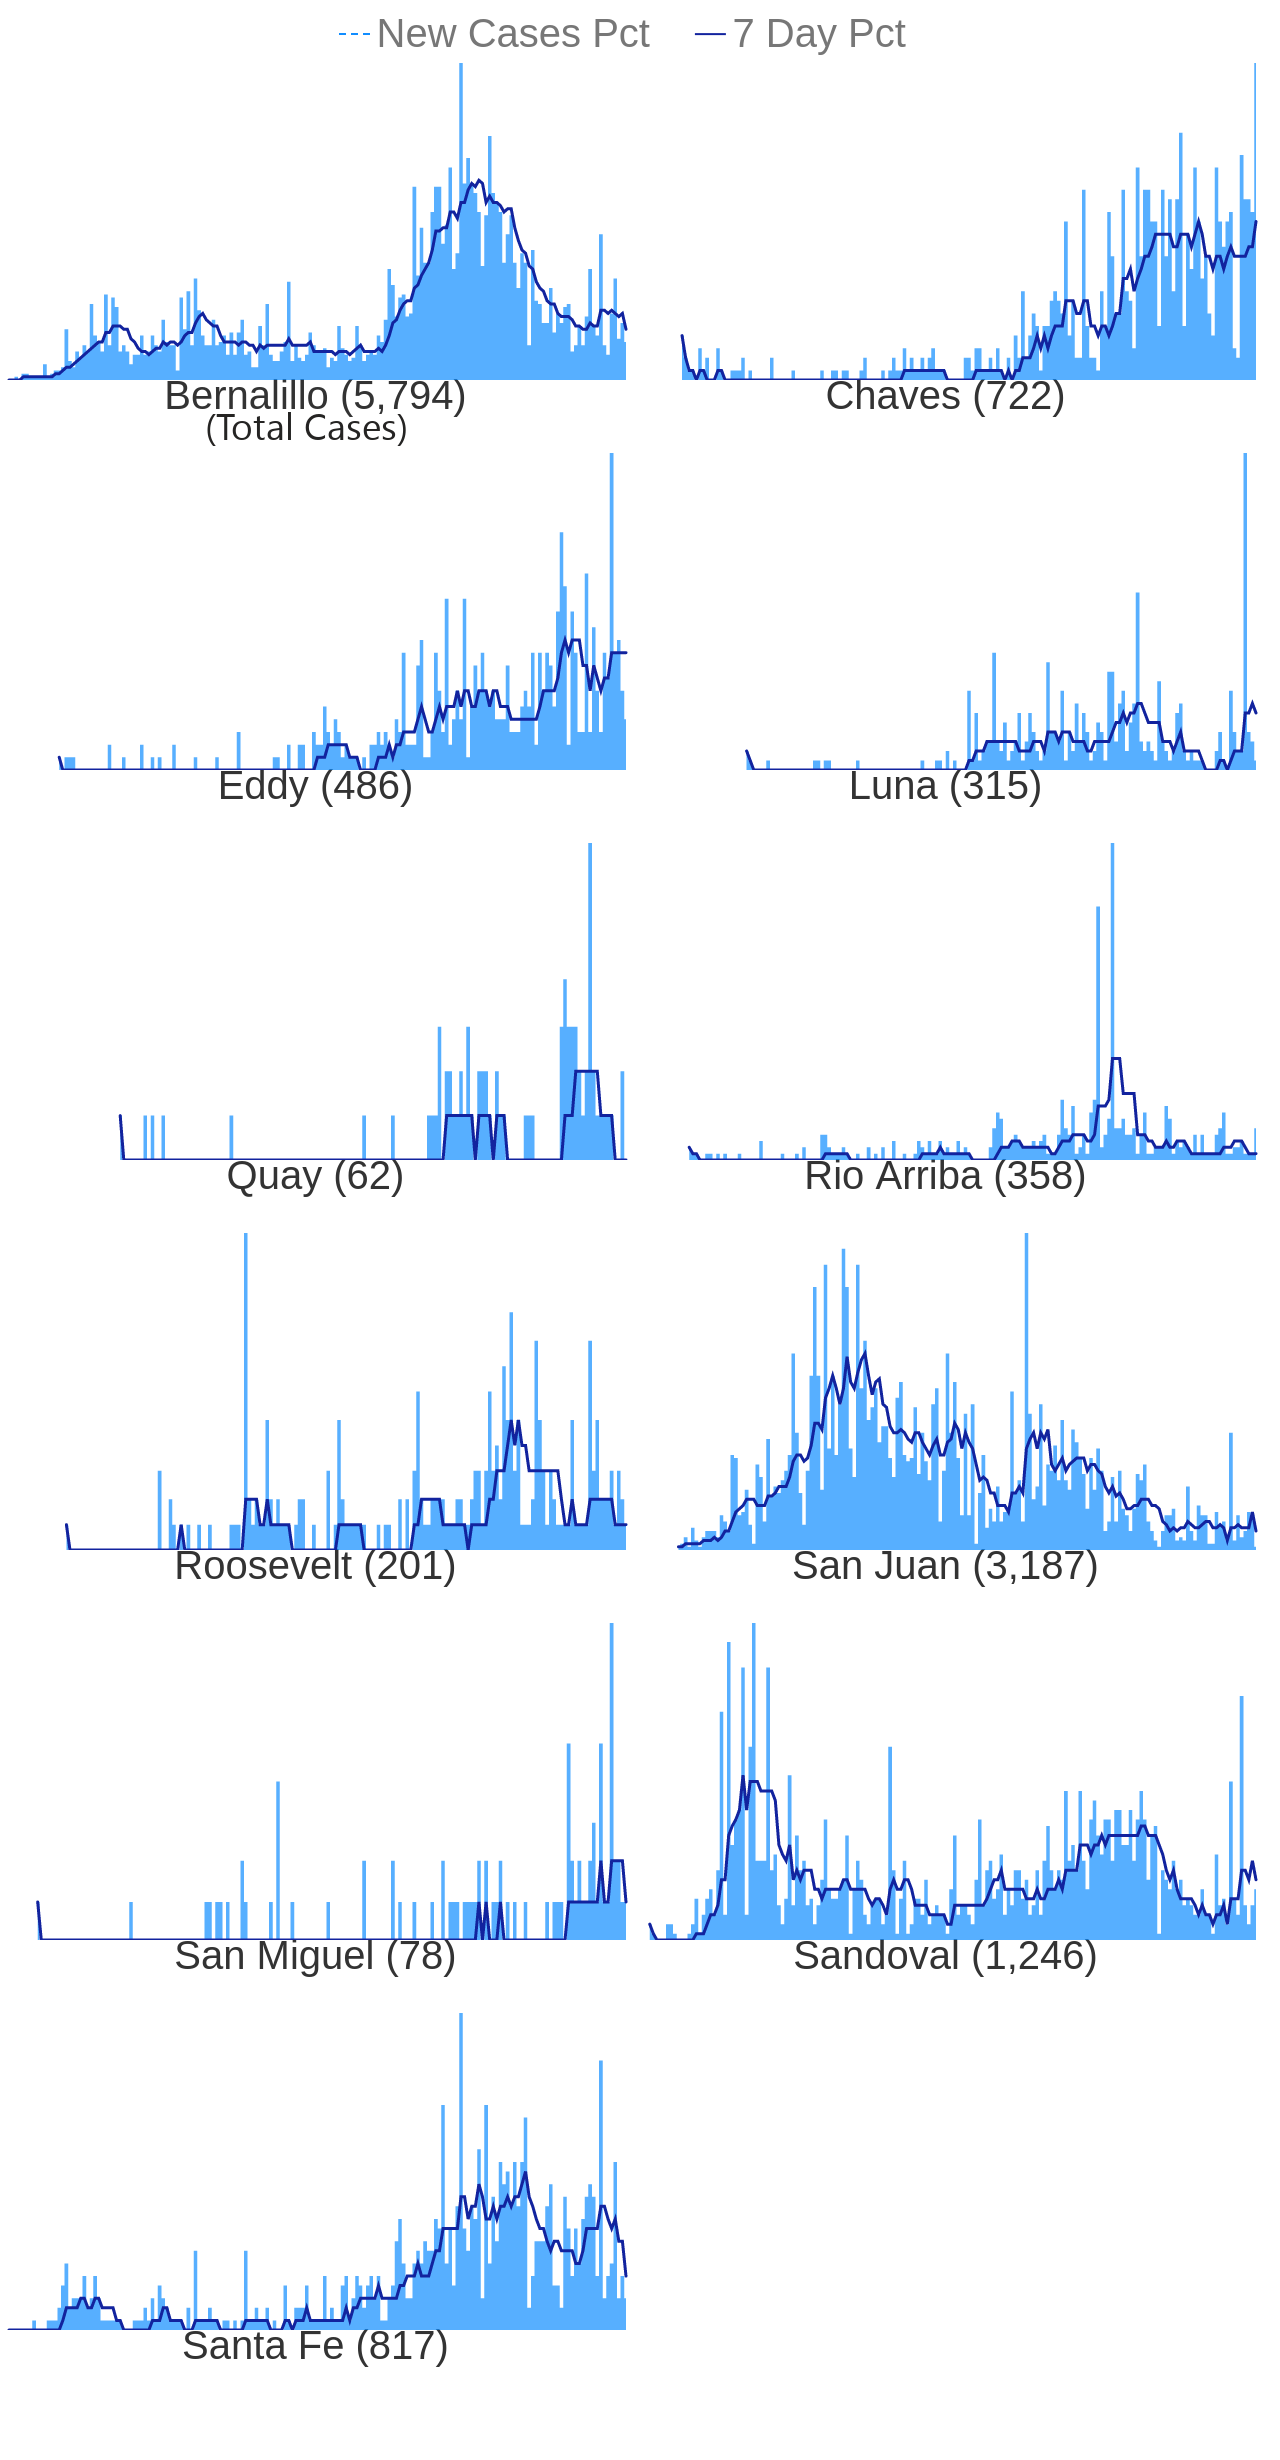 New Cases Pct 7 Day Pct
Bernalillo (5,794) Chaves (722)
(Total Cases)
Eddy (486) Luna (315)
Quay (62) Rio Arriba (358)
Roosevelt (201) San Juan (3,187)
San Miguel (78) Sandoval (1,246)
Santa Fe (817)